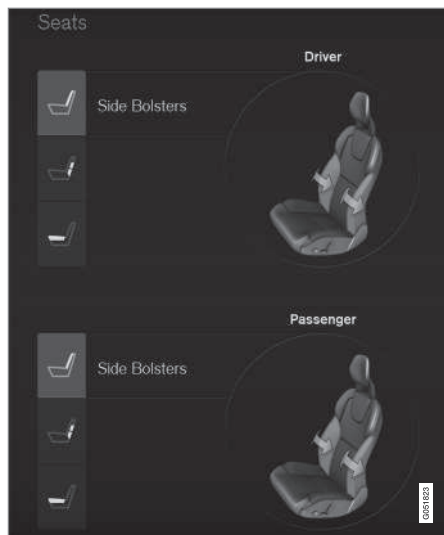 Seats
Driver
Side Bolsters
Passenger
Side Bolsters
G051823